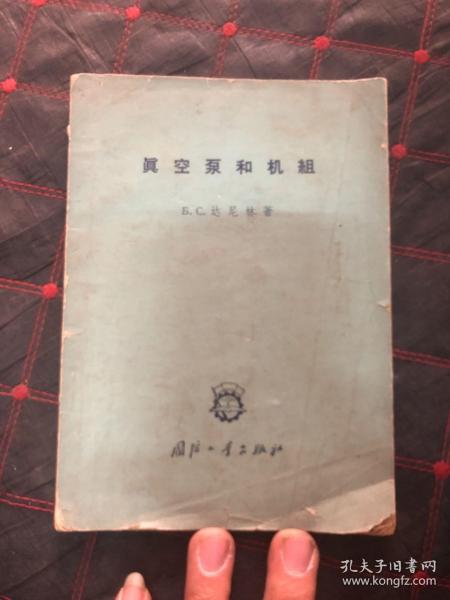 眞空泵和机組
Б. С. 达尼林著
国防工业出版社
孔夫子旧书网
www.kongfz.com